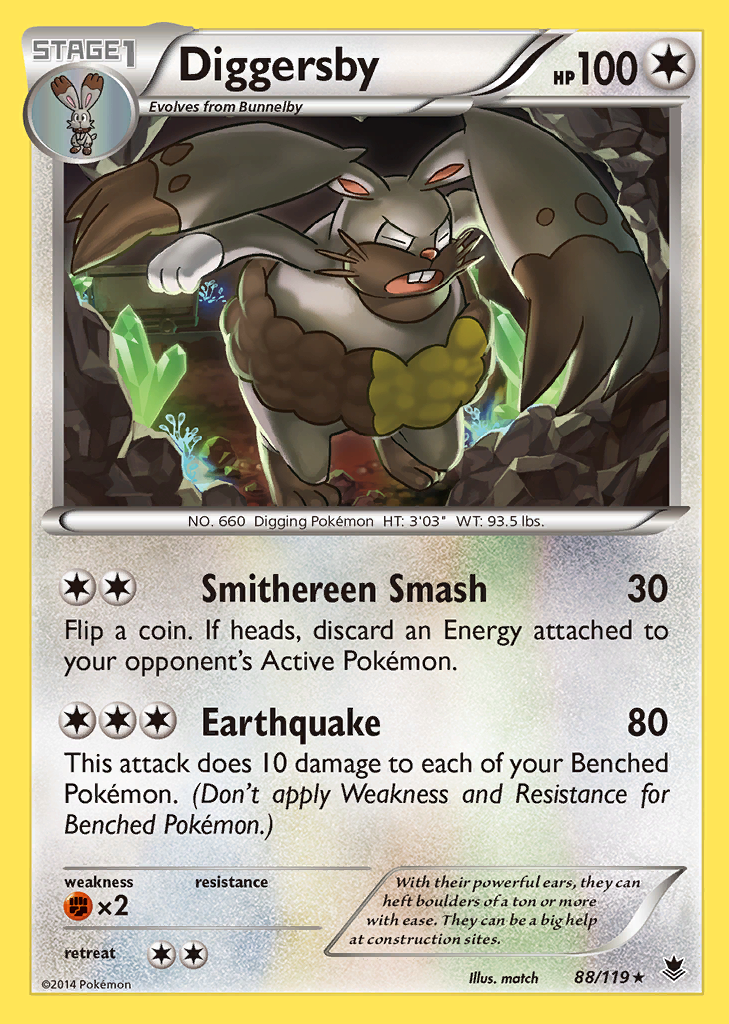 STAGE1
Diggersby
HP100
Evolves from Bunnelby
NO. 660 Digging Pokémon HT: 3'03" WT: 93.5 lbs.
Smithereen Smash 30
Flip a coin. If heads, discard an Energy attached to
your opponent's Active Pokémon.
Earthquake 80
This attack does 10 damage to each of your Benched
Pokémon. (Don't apply Weakness and Resistance for
Benched Pokémon.)
weakness resistance
×2
With their powerful ears, they can
heft boulders of a ton or more
with ease. They can be a big help
at construction sites.
retreat
©2014 Pokémon
Illus. match 88/119 ★